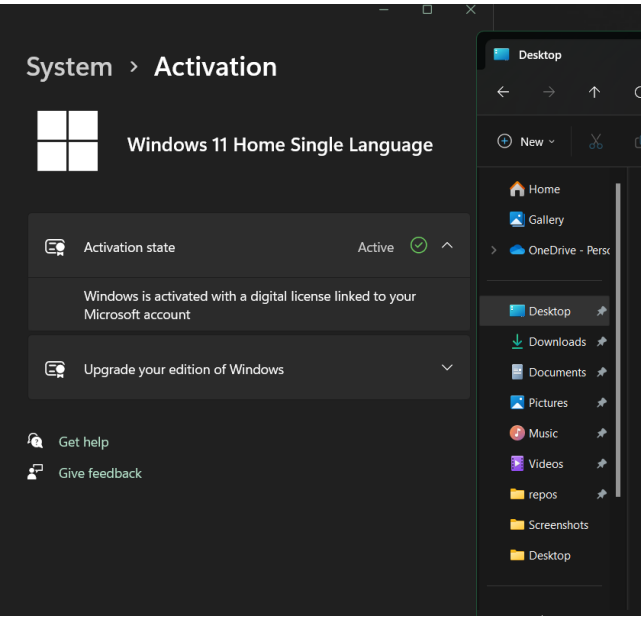 System > Activation
Windows 11 Home Single Language
Activation state
Active
Windows is activated with a digital license linked to your
Microsoft account
Upgrade your edition of Windows
Get help
Give feedback
Desktop
New
Home
Gallery
OneDrive - Perso
Desktop
Downloads
Documents
Pictures
Music
Videos
repos
Screenshots
Desktop